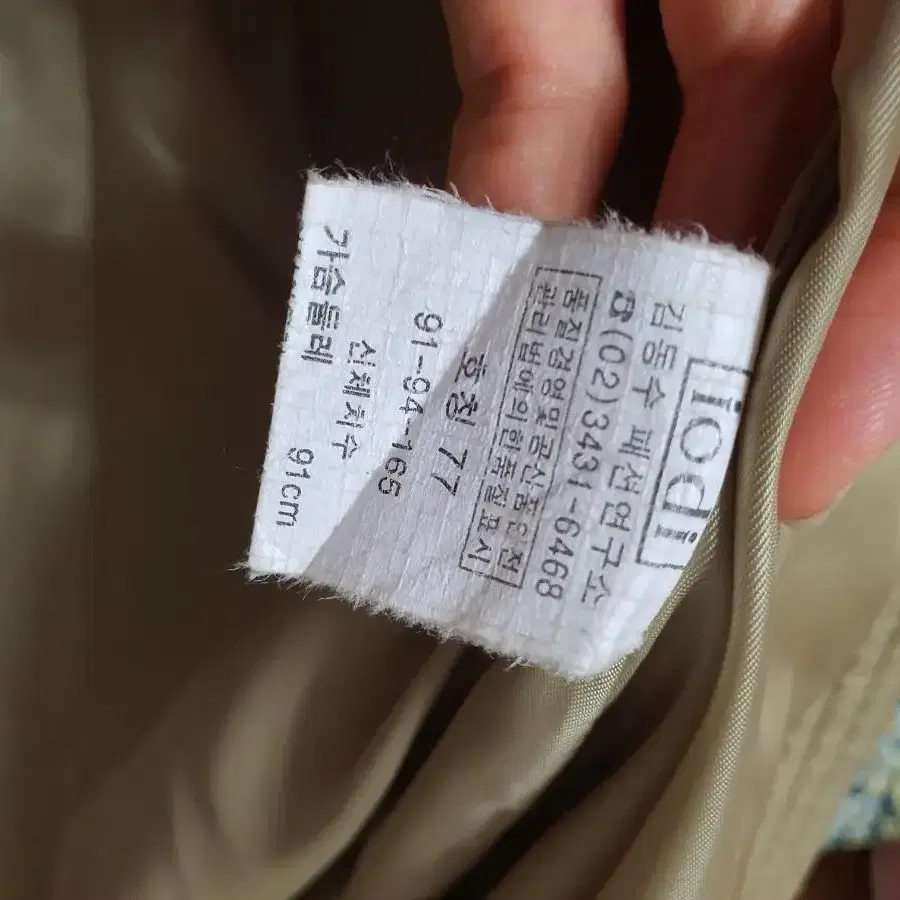 iodi
김동수 패션연구소
☎(02)3431-6468
품질경영및공산품안전
관리법에의한품질표시
호칭 77
91-94-165
신체치수
가슴둘레 91cm